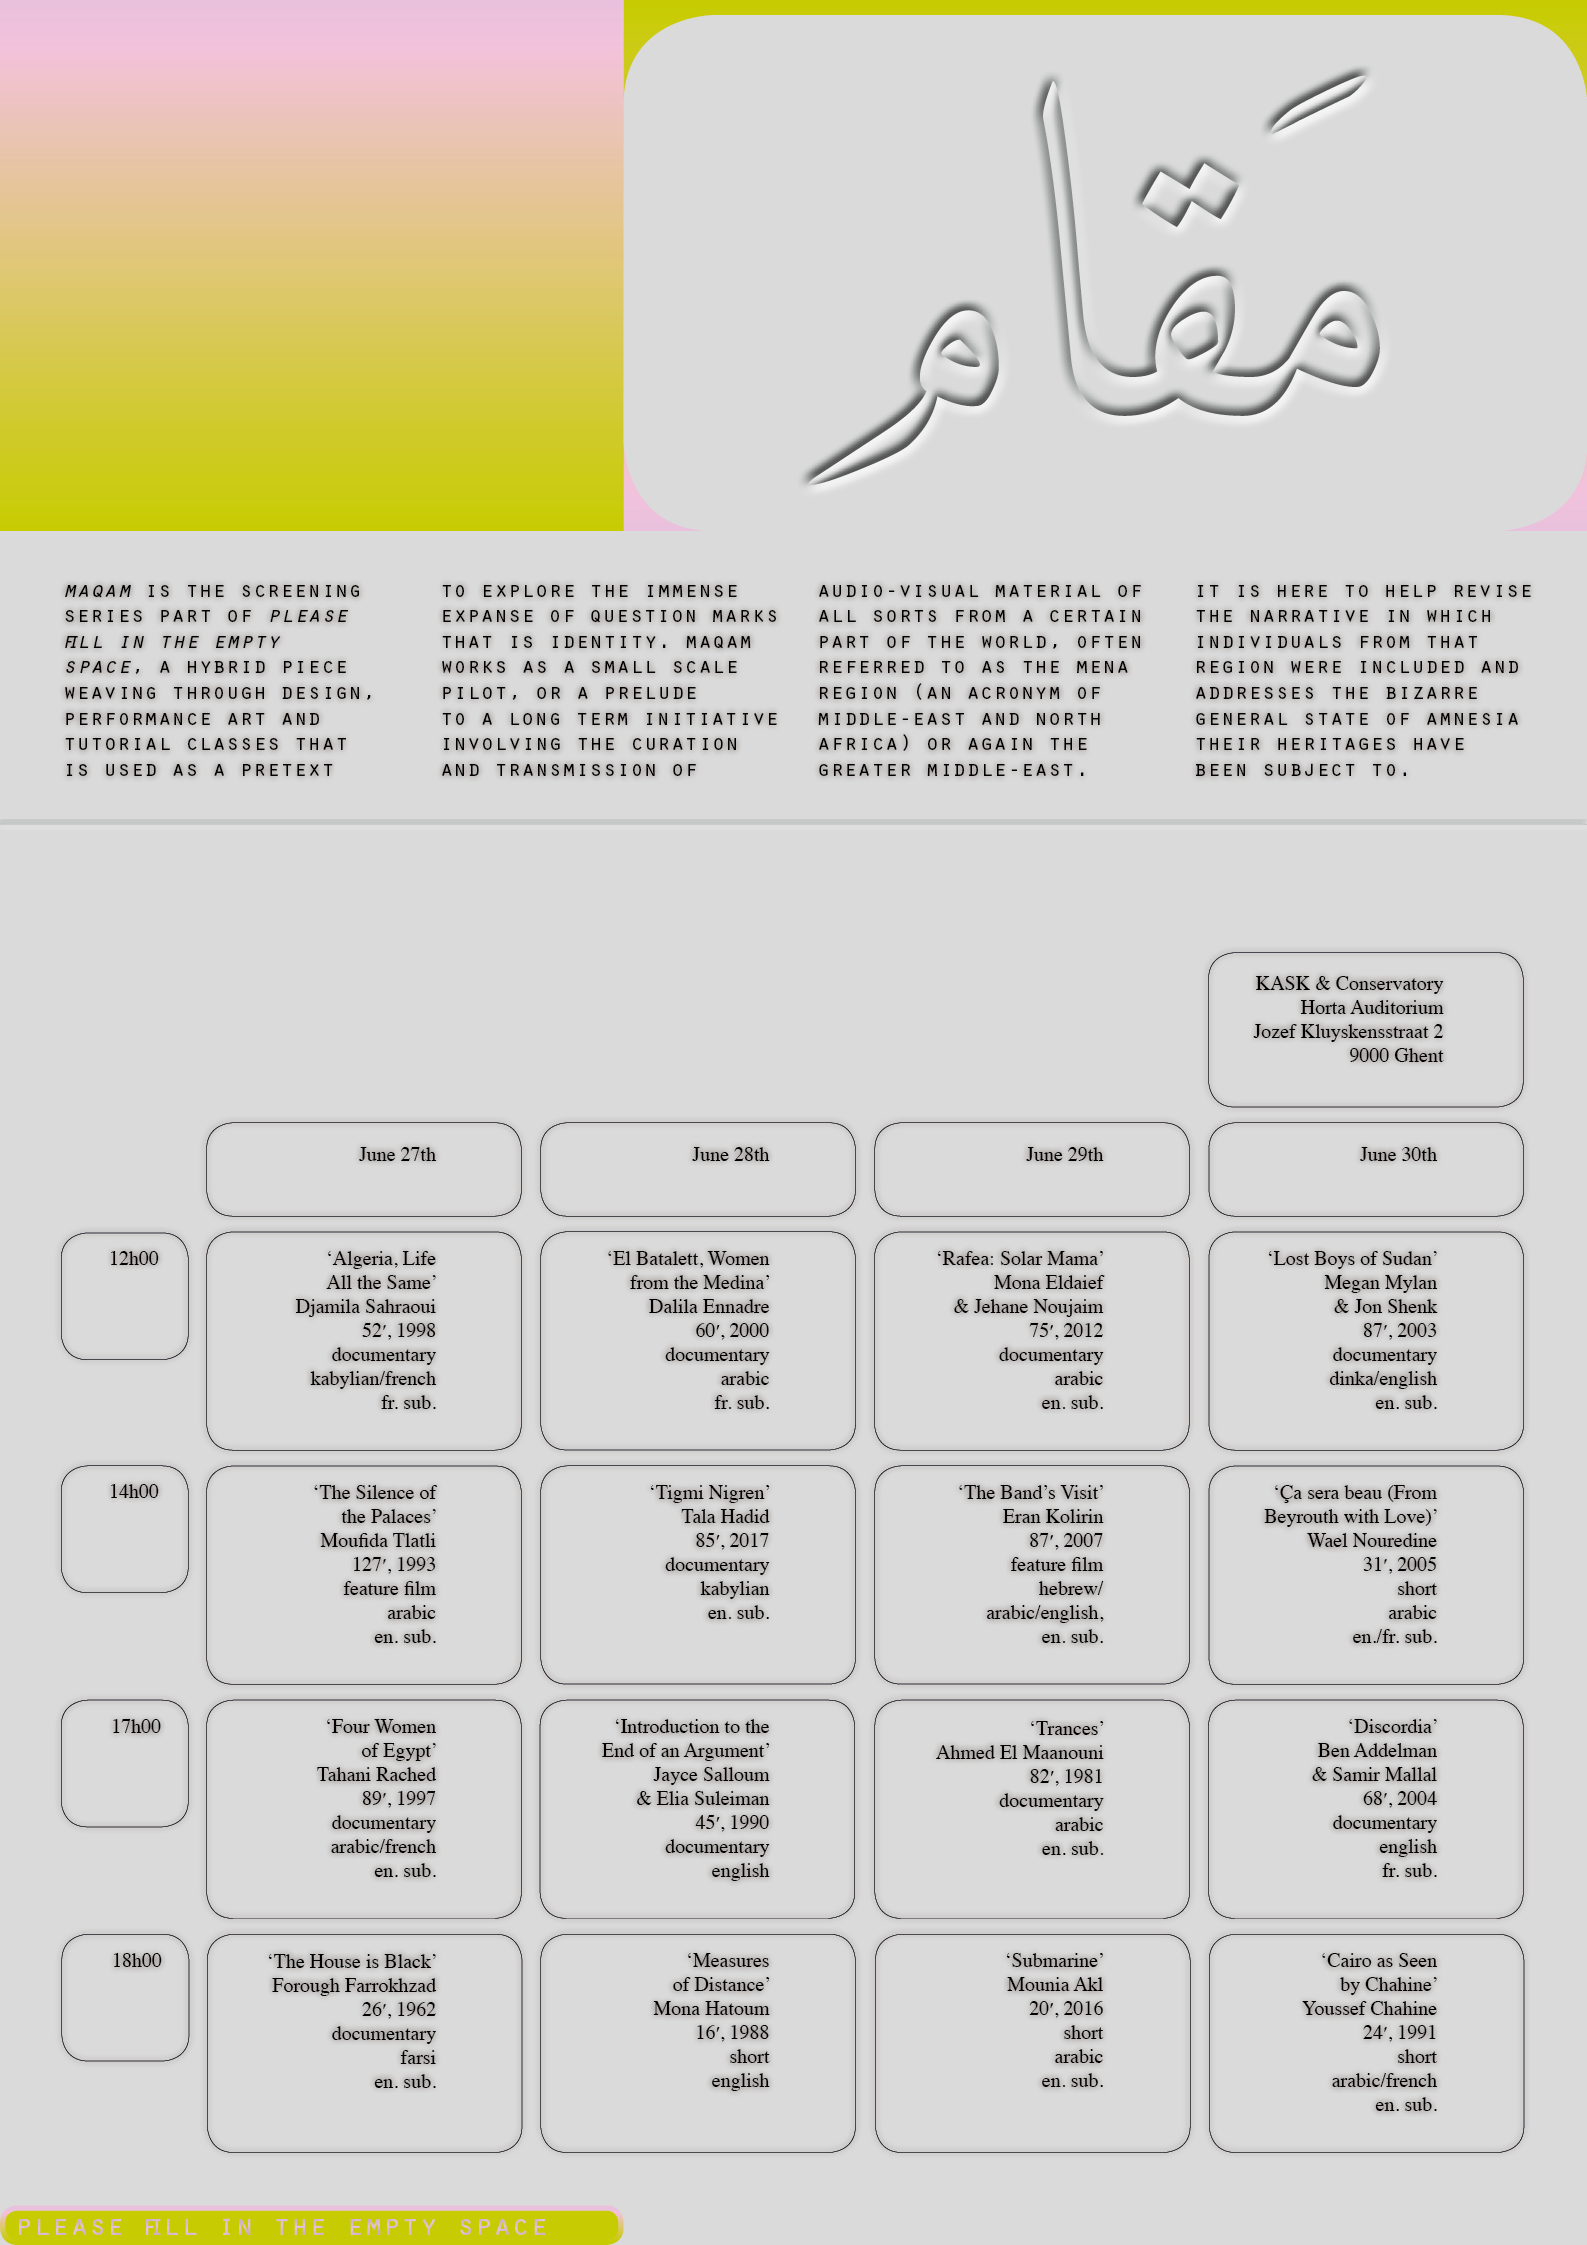 مَقام
MAQAM IS THE SCREENING
SERIES PART OF PLEASE
FILL IN THE EMPTY
SPACE, A HYBRID PIECE
WEAVING THROUGH DESIGN,
PERFORMANCE ART AND
TUTORIAL CLASSES THAT
IS USED AS A PRETEXT
TO EXPLORE THE IMMENSE
EXPANSE OF QUESTION MARKS
THAT IS IDENTITY. MAQAM
WORKS AS A SMALL SCALE
PILOT, OR A PRELUDE
TO A LONG TERM INITIATIVE
INVOLVING THE CURATION
AND TRANSMISSION OF
AUDIO-VISUAL MATERIAL OF
ALL SORTS FROM A CERTAIN
PART OF THE WORLD, OFTEN
REFERRED TO AS THE MENA
REGION (AN ACRONYM OF
MIDDLE-EAST AND NORTH
AFRICA) OR AGAIN THE
GREATER MIDDLE-EAST.
IT IS HERE TO HELP REVISE
THE NARRATIVE IN WHICH
INDIVIDUALS FROM THAT
REGION WERE INCLUDED AND
ADDRESSES THE BIZARRE
GENERAL STATE OF AMNESIA
THEIR HERITAGES HAVE
BEEN SUBJECT TO.
KASK & Conservatory
Horta Auditorium
Jozef Kluyskensstraat 2
9000 Ghent
June 27th
June 28th
June 29th
June 30th
12h00
‘Algeria, Life
All the Same’
Djamila Sahraoui
52′, 1998
documentary
kabylian/french
fr. sub.
‘El Batalett, Women
from the Medina’
Dalila Ennadre
60′, 2000
documentary
arabic
fr. sub.
‘Rafea: Solar Mama’
Mona Eldaief
& Jehane Noujaim
75′, 2012
documentary
arabic
en. sub.
‘Lost Boys of Sudan’
Megan Mylan
& Jon Shenk
87′, 2003
documentary
dinka/english
en. sub.
14h00
‘The Silence of
the Palaces’
Moufida Tlatli
127′, 1993
feature film
arabic
en. sub.
‘Tigmi Nigren’
Tala Hadid
85′, 2017
documentary
kabylian
en. sub.
‘The Band’s Visit’
Eran Kolirin
87′, 2007
feature film
hebrew/
arabic/english,
en. sub.
‘Ça sera beau (From
Beyrouth with Love)’
Wael Nouredine
31′, 2005
short
arabic
en./fr. sub.
17h00
‘Four Women
of Egypt’
Tahani Rached
89′, 1997
documentary
arabic/french
en. sub.
‘Introduction to the
End of an Argument’
Jayce Salloum
& Elia Suleiman
45′, 1990
documentary
english
‘Trances’
Ahmed El Maanouni
82′, 1981
documentary
arabic
en. sub.
‘Discordia’
Ben Addelman
& Samir Mallal
68′, 2004
documentary
english
fr. sub.
18h00
‘The House is Black’
Forough Farrokhzad
26′, 1962
documentary
farsi
en. sub.
‘Measures
of Distance’
Mona Hatoum
16′, 1988
short
english
‘Submarine’
Mounia Akl
20′, 2016
short
arabic
en. sub.
‘Cairo as Seen
by Chahine’
Youssef Chahine
24′, 1991
short
arabic/french
en. sub.
PLEASE FILL IN THE EMPTY SPACE